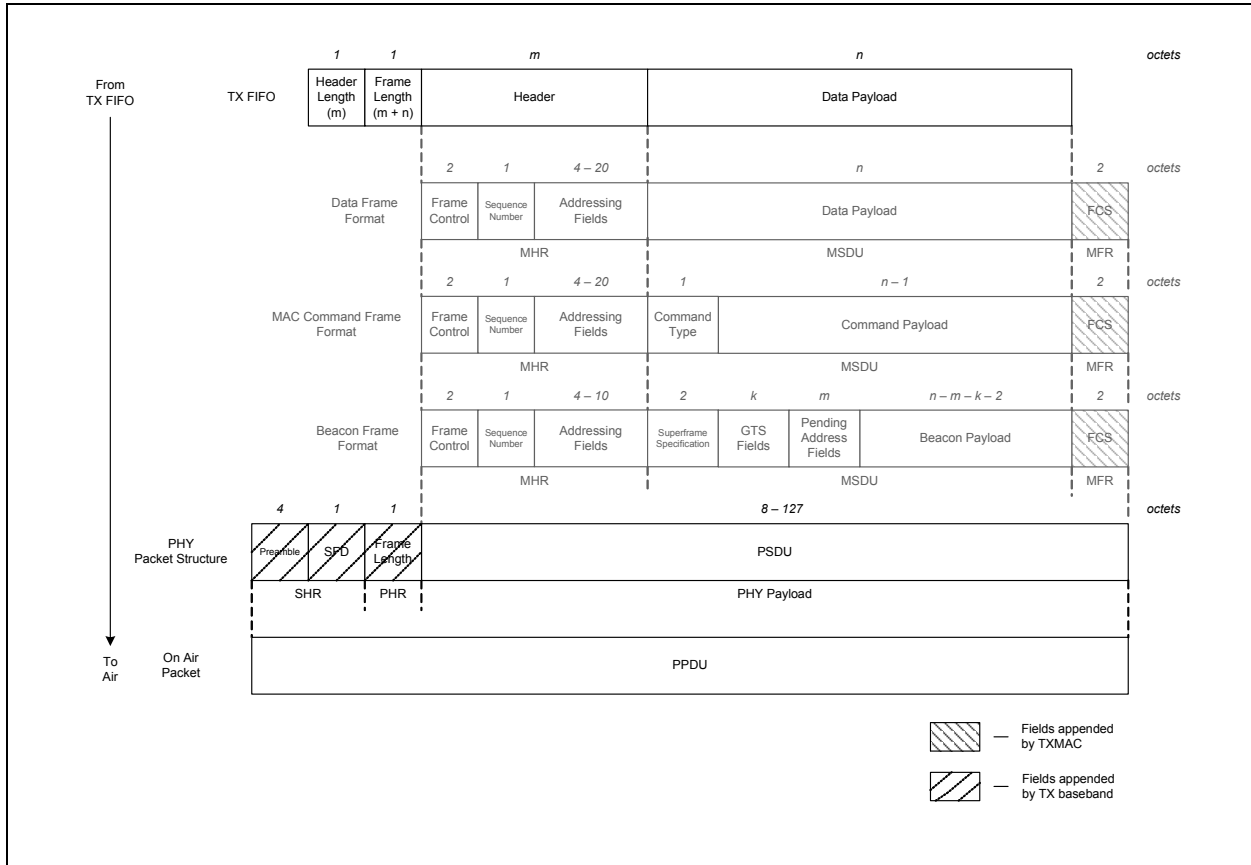 1 1 m n octets
From
TX FIFO
TX FIFO
Header
Length
(m)
Frame
Length
(m + n)
Header
Data Payload
2 1 4 – 20 n 2 octets
Data Frame
Format
Frame
Control
Sequence
Number
Addressing
Fields
Data Payload
FCS
MHR MSDU MFR
2 1 4 – 20 1 n – 1 2 octets
MAC Command Frame
Format
Frame
Control
Sequence
Number
Addressing
Fields
Command
Type
Command Payload
FCS
MHR MSDU MFR
2 1 4 – 10 2 k m n – m – k – 2 2 octets
Beacon Frame
Format
Frame
Control
Sequence
Number
Addressing
Fields
Superframe
Specification
GTS
Fields
Pending
Address
Fields
Beacon Payload
FCS
MHR MSDU MFR
4 1 1 8 – 127 octets
PHY
Packet Structure
Preamble
SFD
Frame
Length
PSDU
SHR PHR PHY Payload
To
Air
On Air
Packet
PPDU
— Fields appended
by TXMAC
— Fields appended
by TX baseband